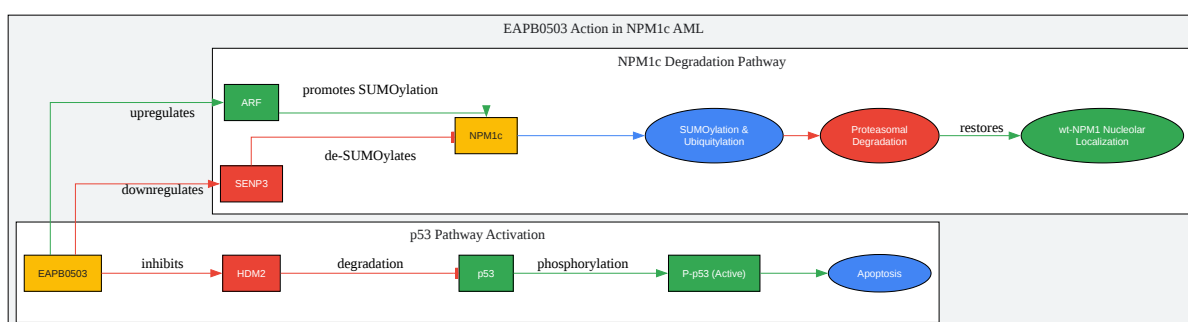 EAPB0503 Action in NPM1c AML
NPM1c Degradation Pathway
ARF
upregulates
promotes SUMOylation
NPM1c
SUMOylation &
Ubiquitylation
Proteasomal
Degradation
restores
wt-NPM1 Nucleolar
Localization
de-SUMOylates
SENP3
downregulates
p53 Pathway Activation
EAPB0503
inhibits
HDM2
degradation
p53
phosphorylation
P-p53 (Active)
Apoptosis